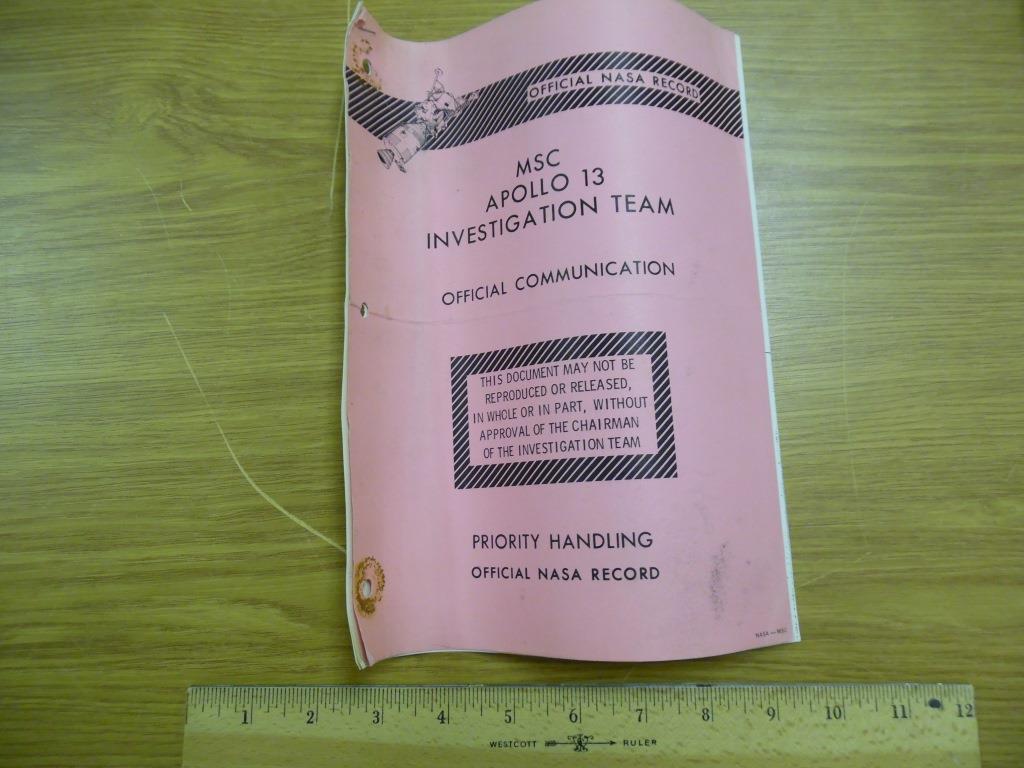 OFFICIAL NASA RECORD
MSC
APOLLO 13
INVESTIGATION TEAM
OFFICIAL COMMUNICATION
THIS DOCUMENT MAY NOT BE
REPRODUCED OR RELEASED,
IN WHOLE OR IN PART, WITHOUT
APPROVAL OF THE CHAIRMAN
OF THE INVESTIGATION TEAM
PRIORITY HANDLING
OFFICIAL NASA RECORD
NASA — MSC
1 2 3 4 5 6 7 8 9 10 11 12
WESTCOTT RULER